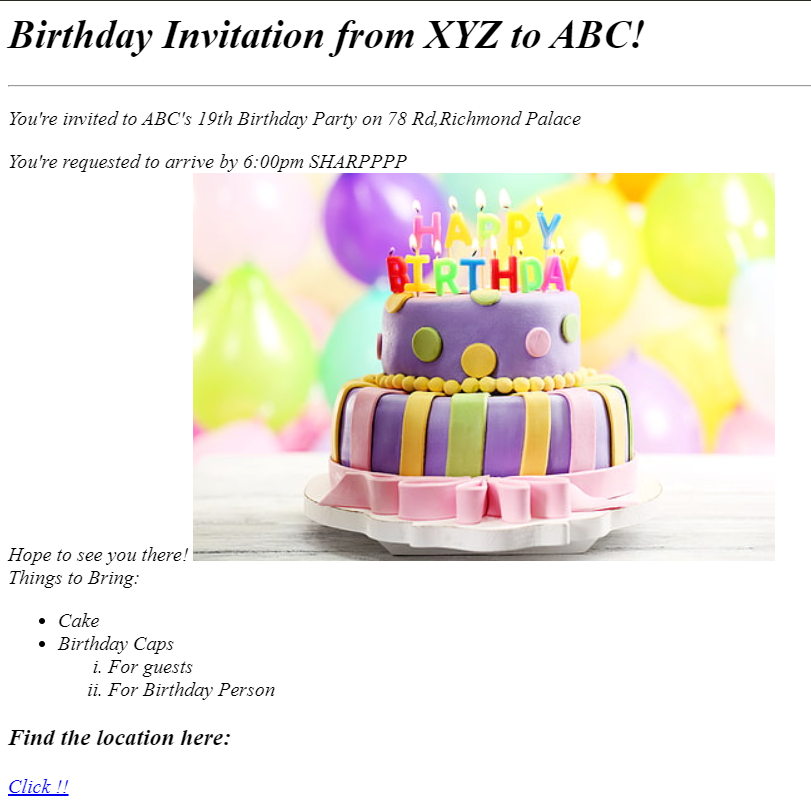 Birthday Invitation from XYZ to ABC!
You're invited to ABC's 19th Birthday Party on 78 Rd,Richmond Palace
You're requested to arrive by 6:00pm SHARPPPP
HAPPY
BIRTHDAY
Hope to see you there!
Things to Bring:
• Cake
• Birthday Caps
i. For guests
ii. For Birthday Person
Find the location here:
Click !!